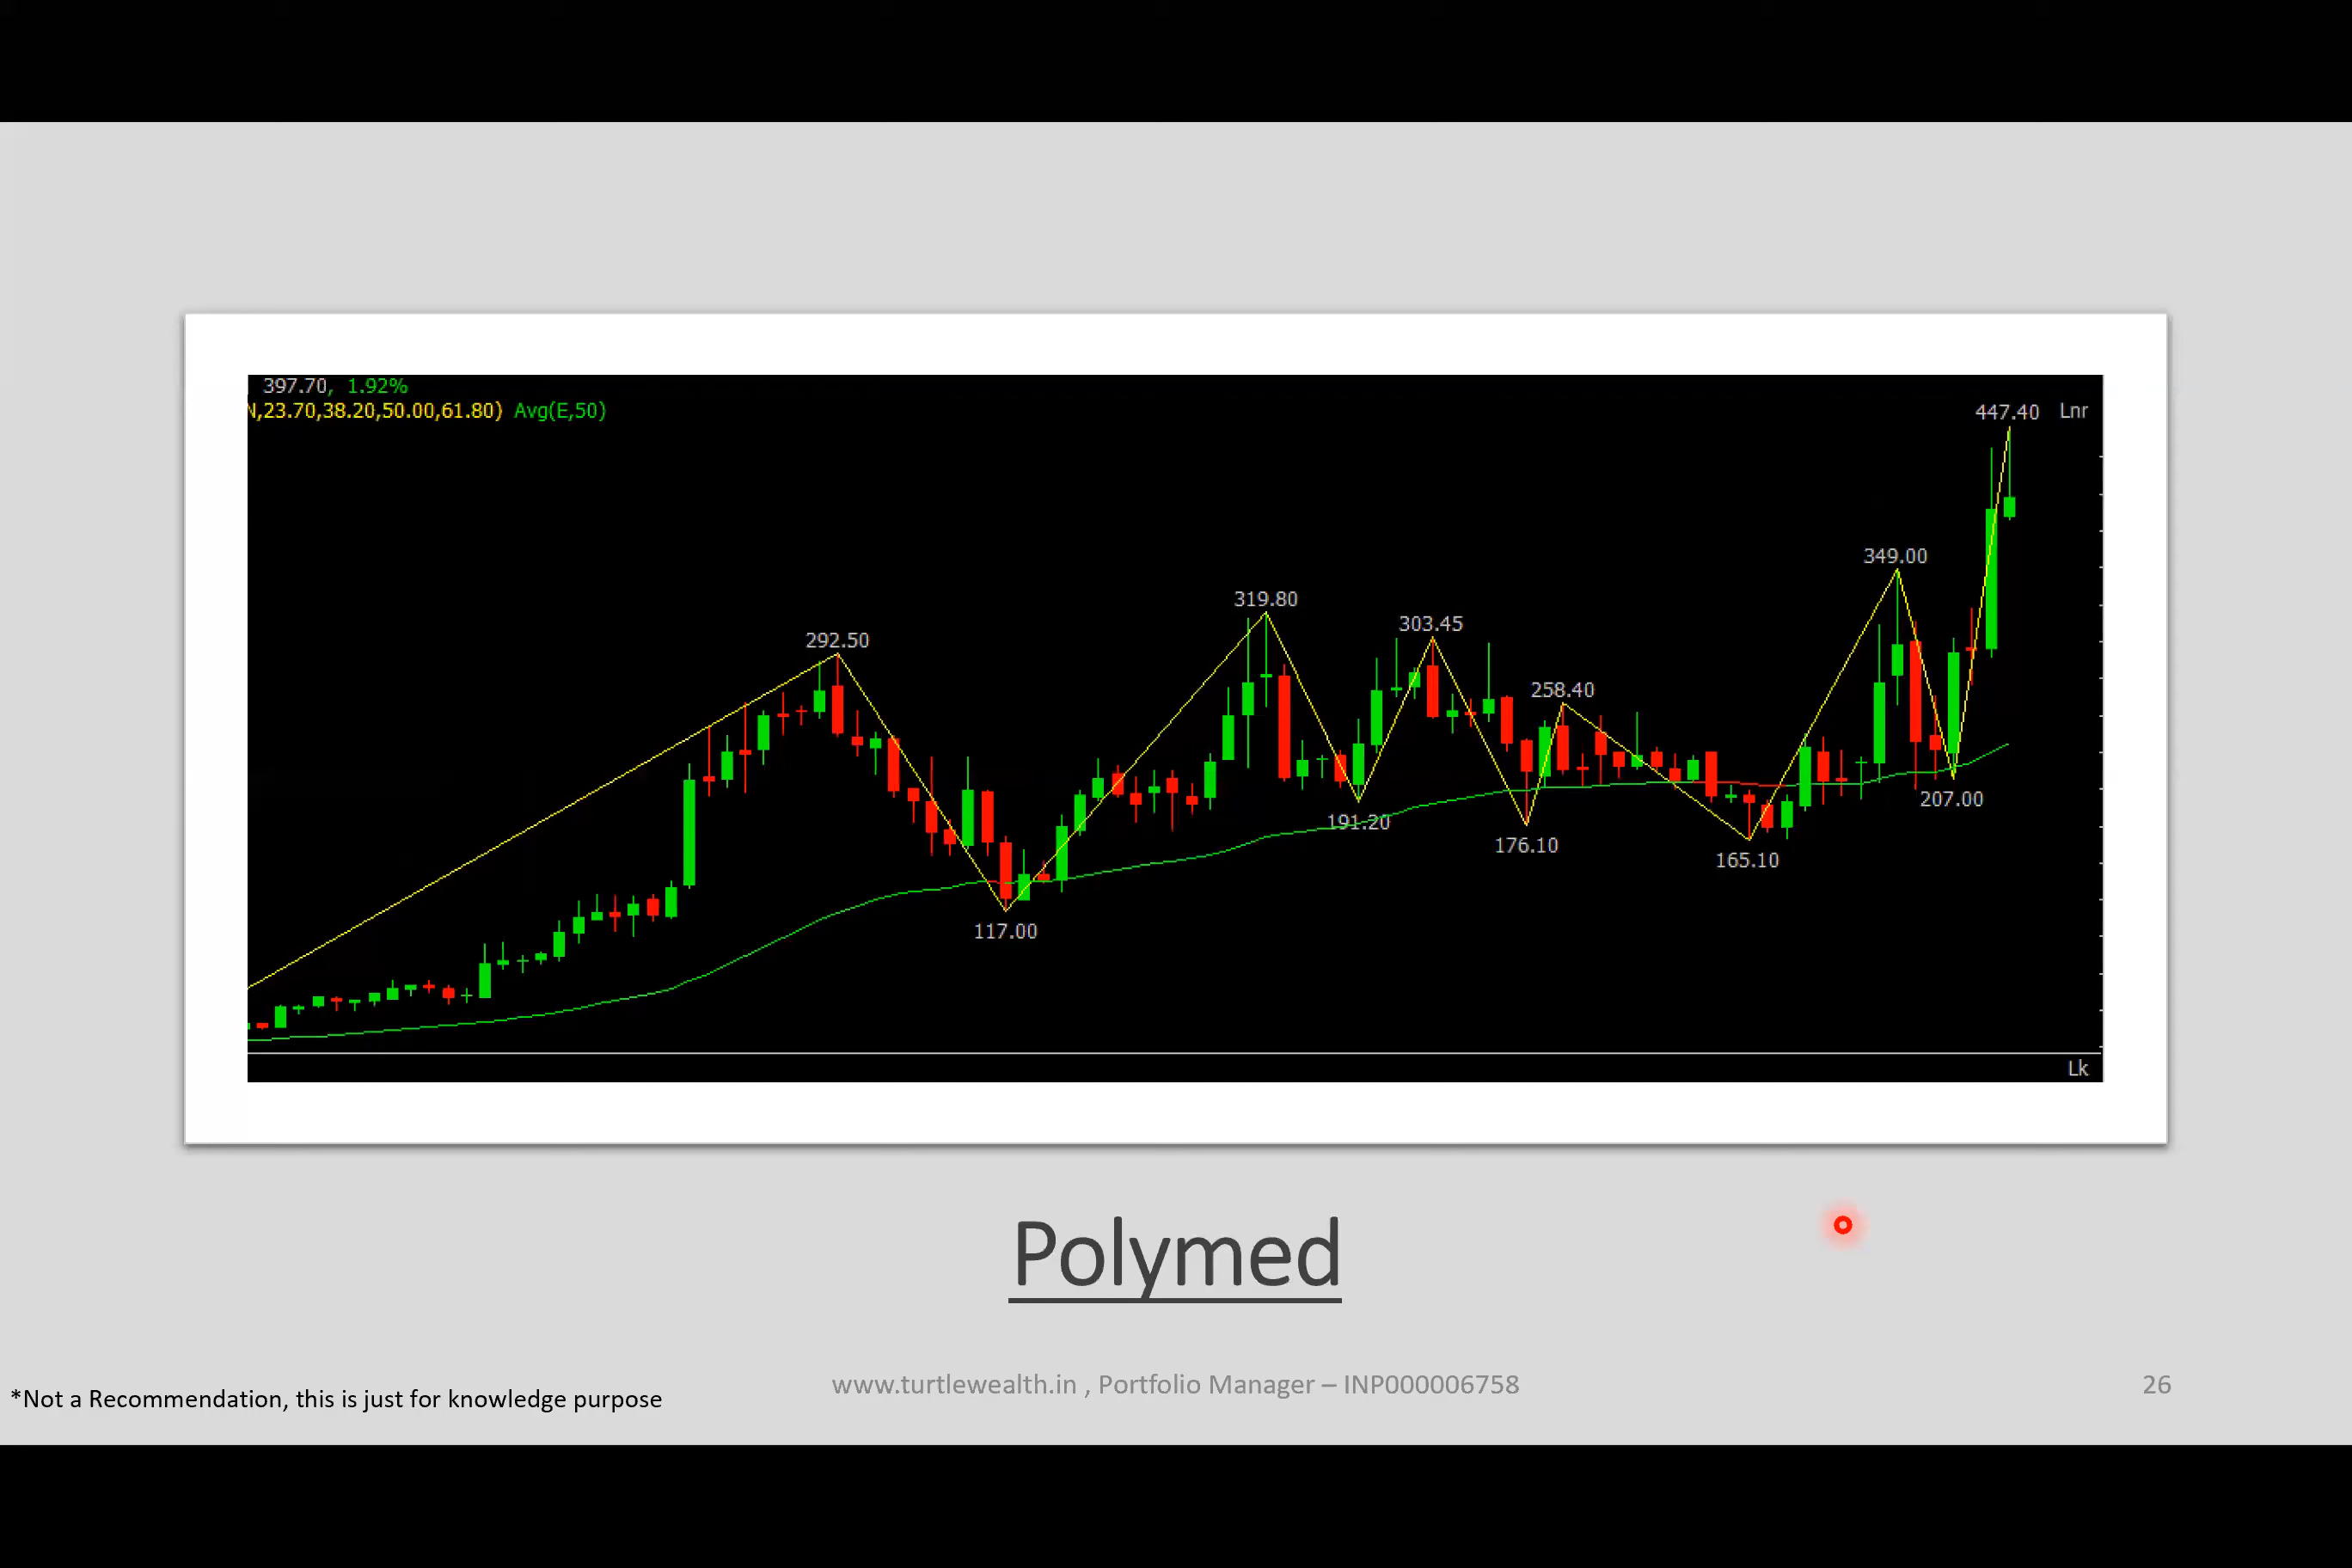 397.70, 1.92%
N,23.70,38.20,50.00,61.80) Avg(E,50)
447.40 Lnr
349.00
319.80
303.45
292.50
258.40
207.00
191.20
176.10
165.10
117.00
Lk
Polymed
*Not a Recommendation, this is just for knowledge purpose
www.turtlewealth.in , Portfolio Manager – INP000006758
26